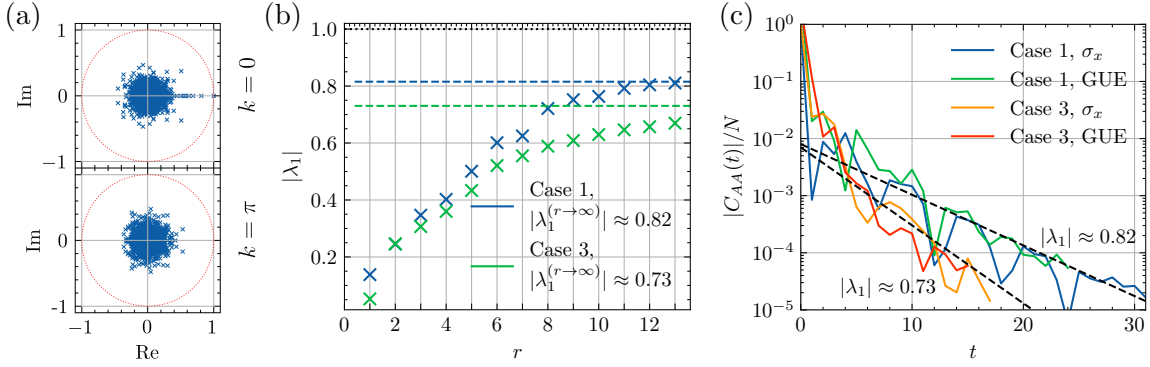 (a)
1
0
−1
Im
k = 0
1
0
-1
Im
k = π
−1
0
1
Re
(b)
1.0
0.8
0.6
0.4
0.2
|λ₁|
0
2
4
6
8
10
12
r
Case 1,
|λ₁^(r→∞)| ≈ 0.82
Case 3,
|λ₁^(r→∞)| ≈ 0.73
(c)
10⁰
10⁻¹
10⁻²
10⁻³
10⁻⁴
10⁻⁵
|C_AA(t)|/N
Case 1, σₓ
Case 1, GUE
Case 3, σₓ
Case 3, GUE
|λ₁| ≈ 0.82
|λ₁| ≈ 0.73
0
10
20
30
t